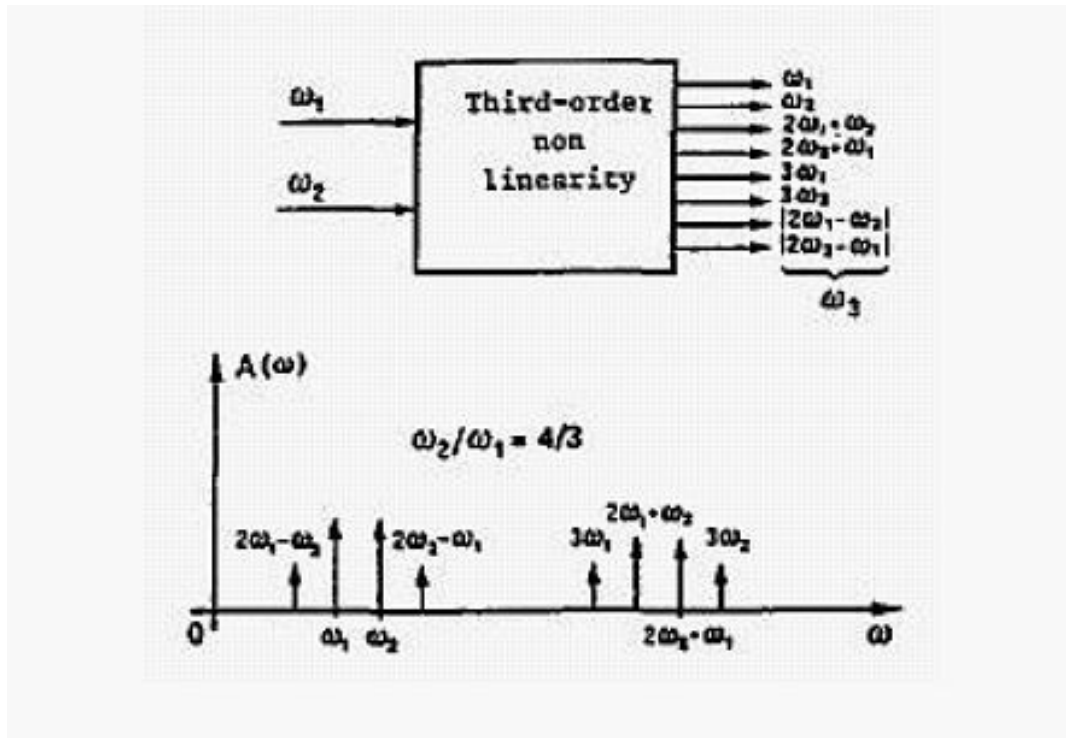 ω₁
ω₂
Third-order
non
linearity
ω₁
ω₂
2ω₁+ω₂
2ω₂+ω₁
3ω₁
3ω₂
|2ω₁-ω₂|
|2ω₂-ω₁|
ω₃
A(ω)
ω₂/ω₁ = 4/3
2ω₁-ω₂
2ω₂-ω₁
3ω₁
2ω₁+ω₂
3ω₂
0
ω₁
ω₂
2ω₂+ω₁
ω